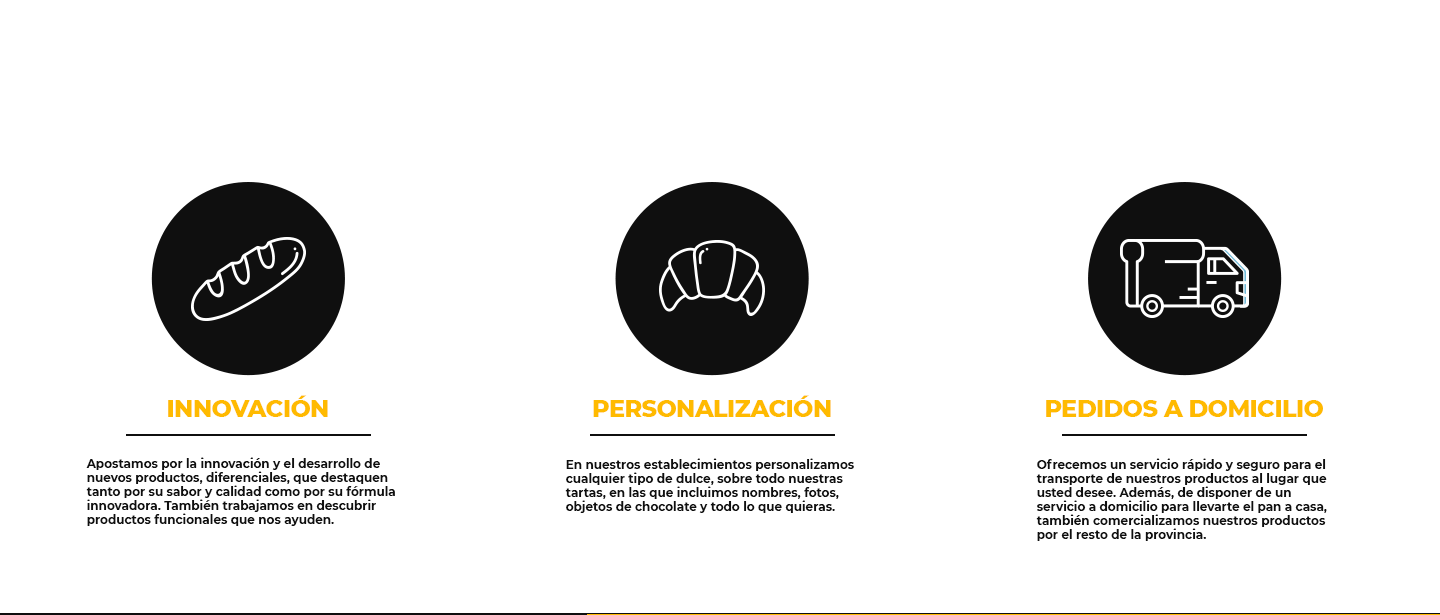 INNOVACIÓN
Apostamos por la innovación y el desarrollo de
nuevos productos, diferenciales, que destaquen
tanto por su sabor y calidad como por su fórmula
innovadora. También trabajamos en descubrir
productos funcionales que nos ayuden.
PERSONALIZACIÓN
En nuestros establecimientos personalizamos
cualquier tipo de dulce, sobre todo nuestras
tartas, en las que incluimos nombres, fotos,
objetos de chocolate y todo lo que quieras.
PEDIDOS A DOMICILIO
Ofrecemos un servicio rápido y seguro para el
transporte de nuestros productos al lugar que
usted desee. Además, de disponer de un
servicio a domicilio para llevarte el pan a casa,
también comercializamos nuestros productos
por el resto de la provincia.